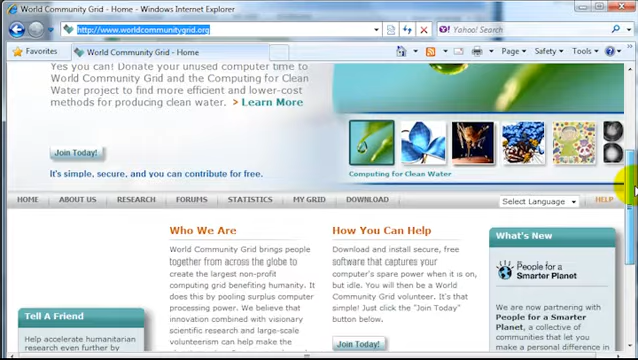 World Community Grid - Home - Windows Internet Explorer
http://www.worldcommunitygrid.org
Yahoo! Search
Favorites
World Community Grid - Home
Page
Safety
Tools
Yes you can! Donate your unused computer time to
World Community Grid and the Computing for Clean
Water project to find more efficient and lower-cost
methods for producing clean water. > Learn More
Join Today!
It's simple, secure, and you can contribute for free.
Computing for Clean Water
HOME
ABOUT US
RESEARCH
FORUMS
STATISTICS
MY GRID
DOWNLOAD
Select Language
HELP
Who We Are
World Community Grid brings people
together from across the globe to
create the largest non-profit
computing grid benefiting humanity. It
does this by pooling surplus computer
processing power. We believe that
innovation combined with visionary
scientific research and large-scale
volunteerism can help make the
How You Can Help
Download and install secure, free
software that captures your
computer's spare power when it is on,
but idle. You will then be a World
Community Grid volunteer. It's that
simple! Just click the "Join Today"
button below.
Join Today!
What's New
People for a
Smarter Planet
We are now partnering with
People for a Smarter
Planet, a collective of
communities that let you
make a personal difference in
Tell A Friend
Help accelerate humanitarian
research even further by